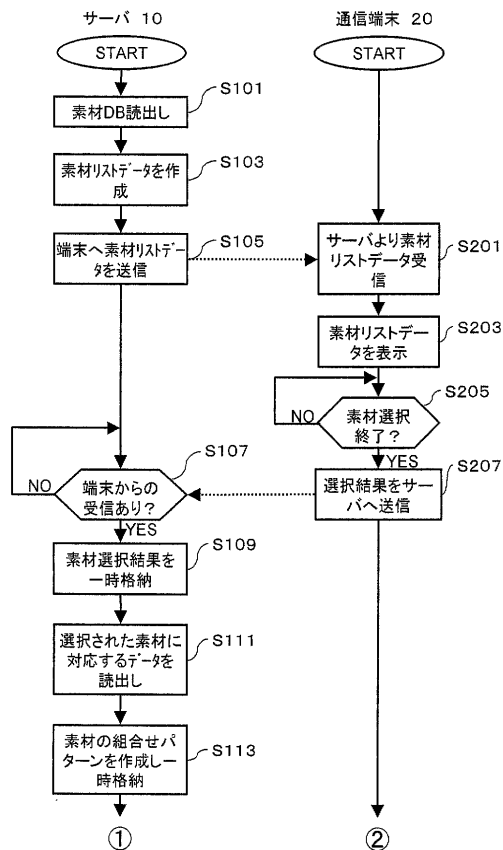 サーバ 10
START
素材DB読出し
S101
素材リストデータを作
成
S103
端末へ素材リストデー
タを送信
S105
NO
端末からの
受信あり?
S107
YES
素材選択結果を
一時格納
S109
選択された素材に
対応するデータを
読出し
S111
素材の組合せパ
ターンを作成し一
時格納
S113
①
通信端末 20
START
サーバより素材
リストデータ受
信
S201
素材リストデー
タを表示
S203
NO
素材選択
終了?
S205
YES
選択結果をサー
バへ送信
S207
②